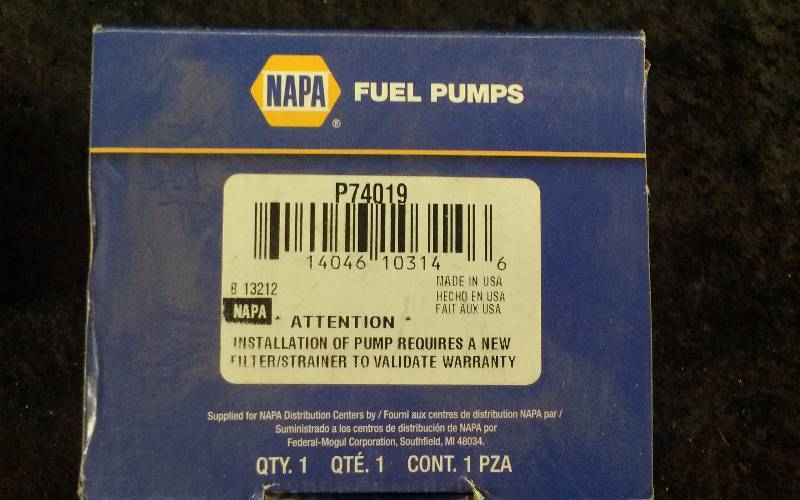 NAPA ® FUEL PUMPS
P74019
14046 10314 6
B 13212
MADE IN USA
HECHO EN USA
FAIT AUX USA
NAPA
* ATTENTION *
INSTALLATION OF PUMP REQUIRES A NEW
FILTER/STRAINER TO VALIDATE WARRANTY
Supplied for NAPA Distribution Centers by / Fourni aux centres de distribution NAPA par /
Suministrado a los centros de distribución de NAPA por
Federal-Mogul Corporation, Southfield, MI 48034.
QTY. 1 QTÉ. 1 CONT. 1 PZA